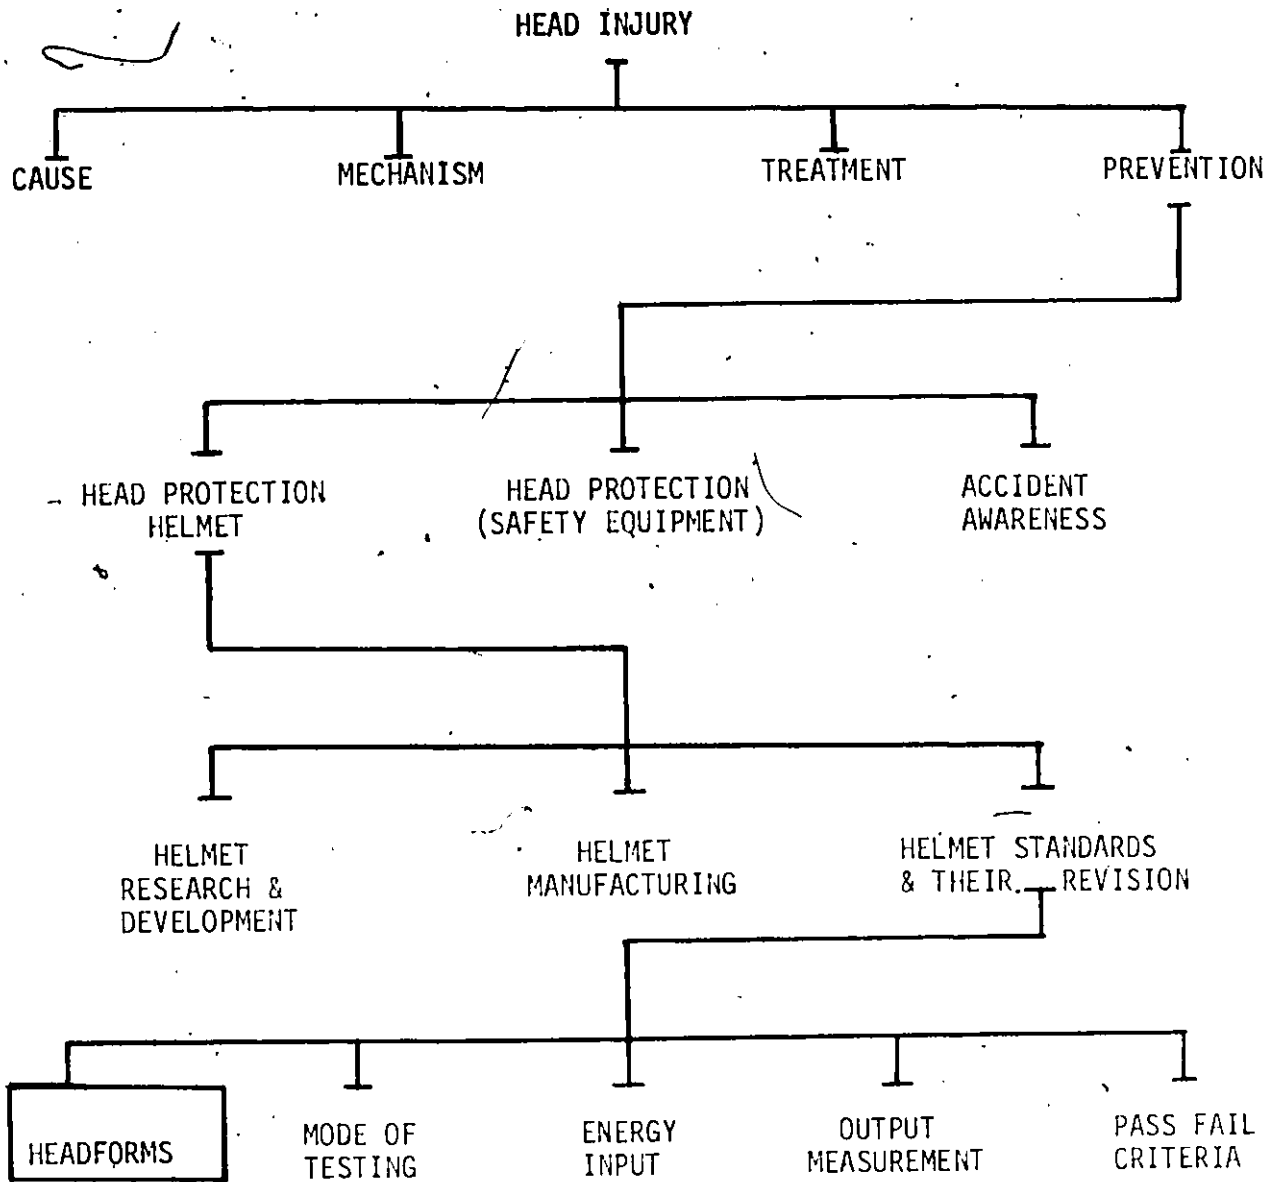 HEAD INJURY
CAUSE
MECHANISM
TREATMENT
PREVENTION
HEAD PROTECTION
HELMET
HEAD PROTECTION
(SAFETY EQUIPMENT)
ACCIDENT
AWARENESS
HELMET
RESEARCH &
DEVELOPMENT
HELMET
MANUFACTURING
HELMET STANDARDS
& THEIR REVISION
HEADFORMS
MODE OF
TESTING
ENERGY
INPUT
OUTPUT
MEASUREMENT
PASS FAIL
CRITERIA